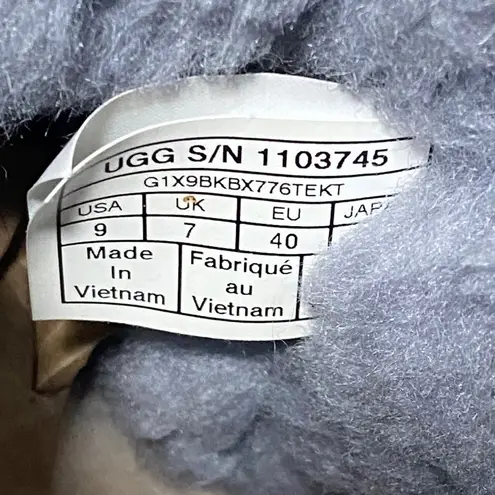 UGG S/N 1103745
G1X9BKBX776TEKT
USA UK EU
9 7 40
Made In Vietnam
Fabriqué au Vietnam